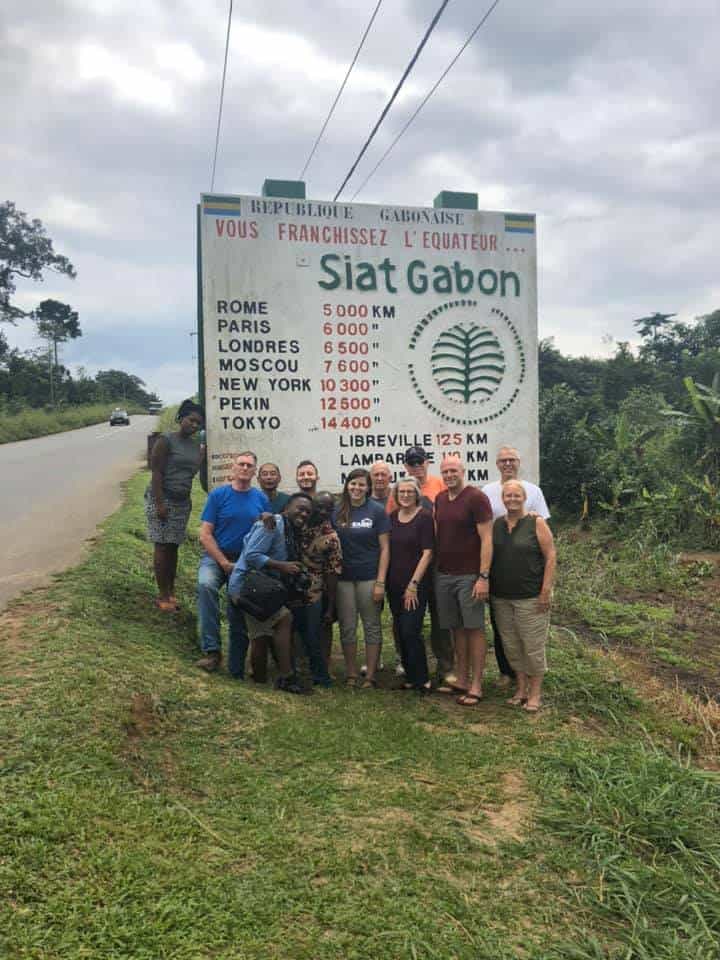 REPUBLIQUE GABONAISE
VOUS FRANCHISSEZ L'EQUATEUR ...
Siat Gabon
ROME 5 000 KM
PARIS 6 000 "
LONDRES 6 500 "
MOSCOU 7 600 "
NEW YORK 10 300 "
PEKIN 12 500 "
TOKYO ...14 400 "
LIBREVILLE 125 KM
KM
KM